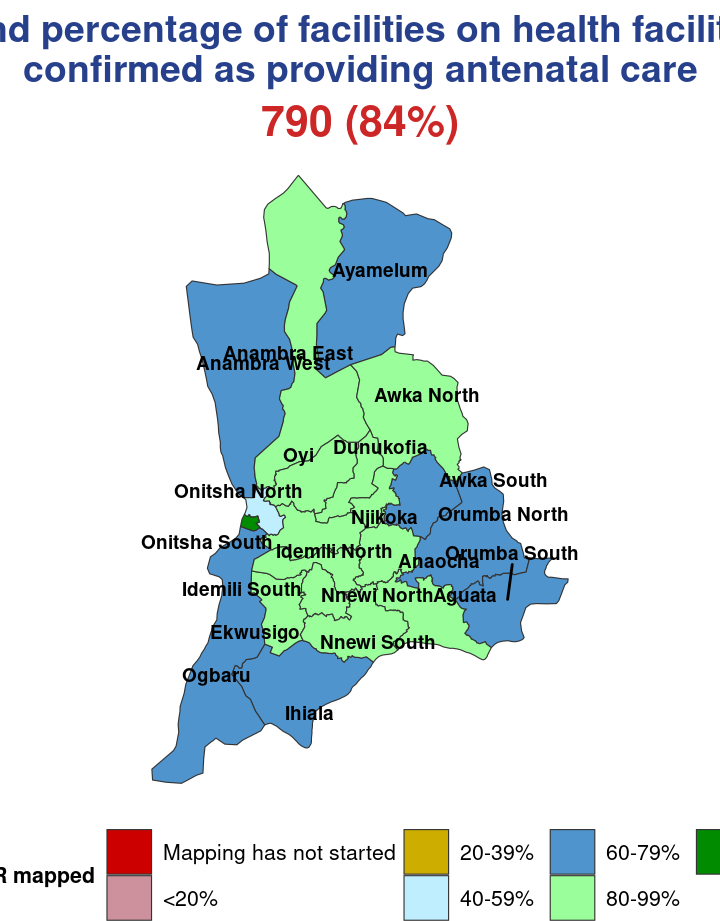 nd percentage of facilities on health facilit
confirmed as providing antenatal care
790 (84%)
Ayamelum
Anambra East
Anambra West
Awka North
Dunukofia
Oyi
Awka South
Onitsha North
Orumba North
Njikoka
Onitsha South
Idemili North
Orumba South
Anaocha
Idemili South
Nnewi North
Aguata
Ekwusigo
Nnewi South
Ogbaru
Ihiala
R mapped
Mapping has not started
20-39%
60-79%
<20%
40-59%
80-99%